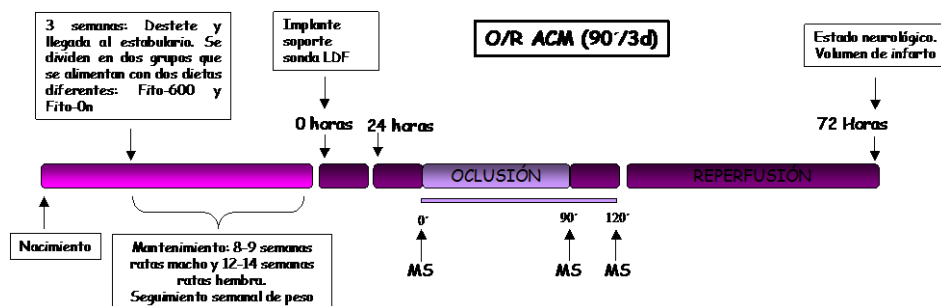 3 semanas: Destete y
llegada al estabulario. Se
dividen en dos grupos que
se alimentan con dos dietas
diferentes: Fito-600 y
Fito-0n
Implante
soporte
sonda LDF
O/R ACM (90´/3d)
Estado neurológico.
Volumen de infarto
0 horas
24 horas
72 Horas
OCLUSIÓN
REPERFUSIÓN
0´
90´
120´
Nacimiento
Mantenimiento: 8-9 semanas
ratas macho y 12-14 semanas
ratas hembra.
Seguimiento semanal de peso
MS
MS
MS